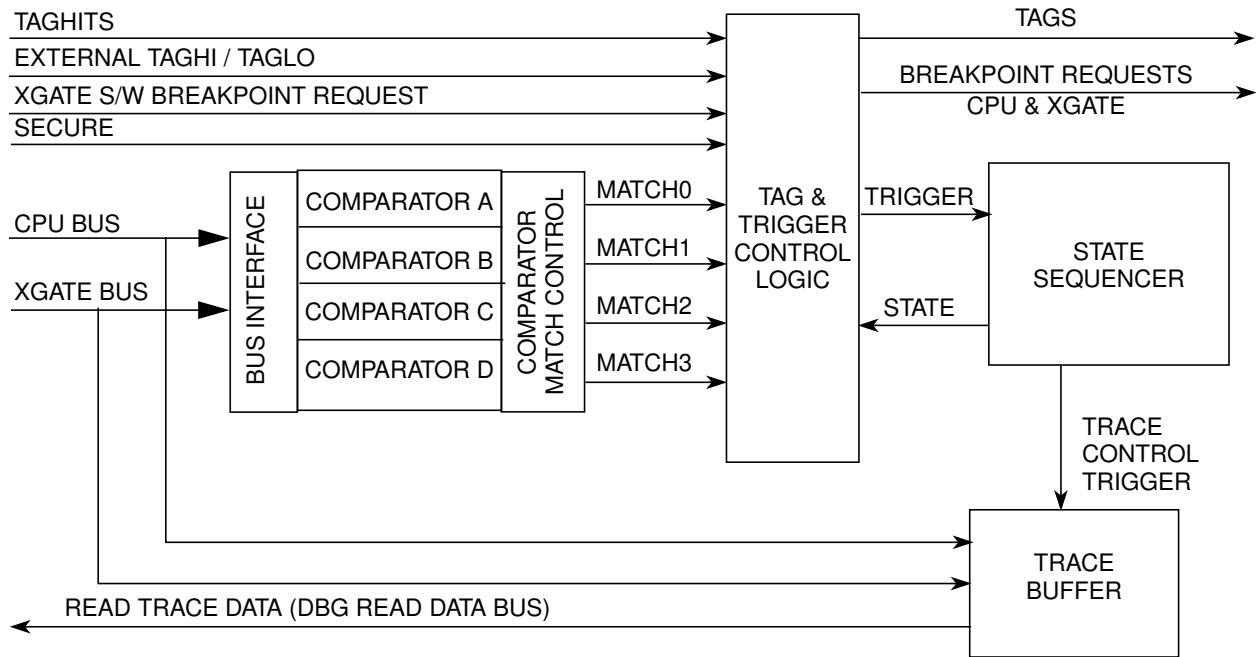 TAGHITS
EXTERNAL TAGHI / TAGLO
XGATE S/W BREAKPOINT REQUEST
SECURE
TAGS
BREAKPOINT REQUESTS
CPU & XGATE
CPU BUS
XGATE BUS
BUS INTERFACE
COMPARATOR A
COMPARATOR B
COMPARATOR C
COMPARATOR D
COMPARATOR
MATCH CONTROL
MATCH0
MATCH1
MATCH2
MATCH3
TAG &
TRIGGER
CONTROL
LOGIC
TRIGGER
STATE
STATE
SEQUENCER
TRACE
CONTROL
TRIGGER
TRACE
BUFFER
READ TRACE DATA (DBG READ DATA BUS)